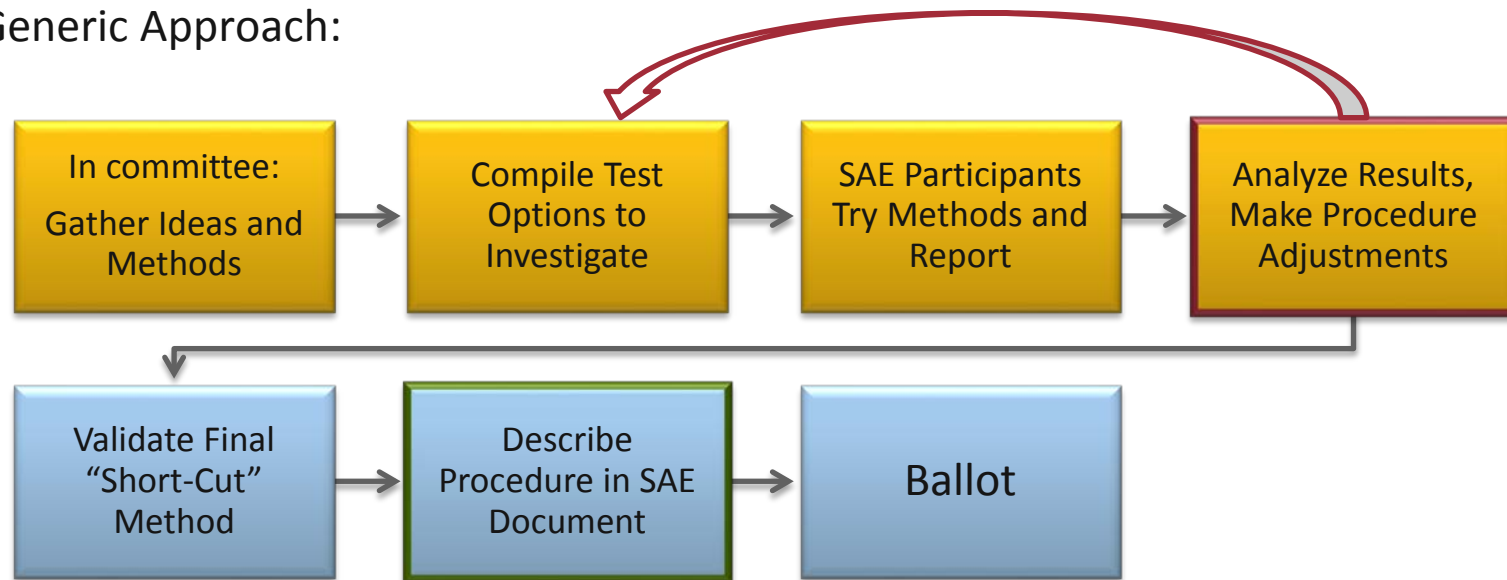 Generic Approach:
In committee:
Gather Ideas and
Methods
Compile Test
Options to
Investigate
SAE Participants
Try Methods and
Report
Analyze Results,
Make Procedure
Adjustments
Validate Final
“Short-Cut”
Method
Describe
Procedure in SAE
Document
Ballot